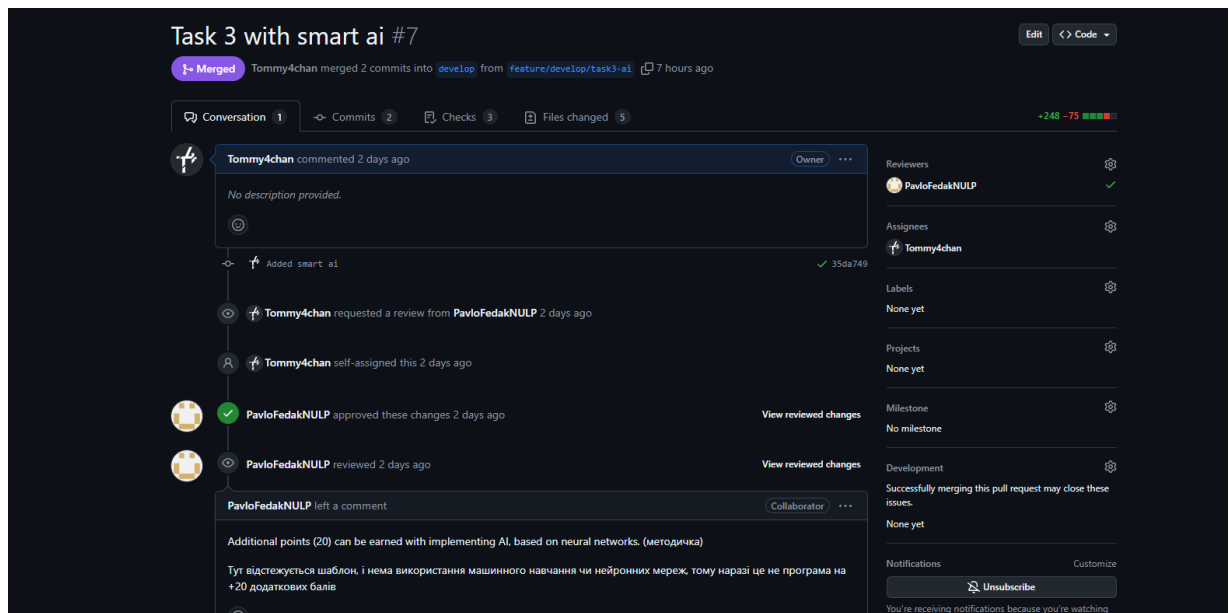 Task 3 with smart ai #7
Edit
<> Code
Merged
Tommy4chan merged 2 commits into develop from feature/develop/task3-ai 7 hours ago
Conversation 1
Commits 2
Checks 3
Files changed 5
+248 −75
Tommy4chan commented 2 days ago
Owner
No description provided.
Added smart ai
35da749
Tommy4chan requested a review from PavloFedakNULP 2 days ago
Tommy4chan self-assigned this 2 days ago
PavloFedakNULP approved these changes 2 days ago
View reviewed changes
PavloFedakNULP reviewed 2 days ago
View reviewed changes
PavloFedakNULP left a comment
Collaborator
Additional points (20) can be earned with implementing AI, based on neural networks. (методичка)
Тут відстежується шаблон, і нема використання машинного навчання чи нейронних мереж, тому наразі це не програма на
+20 додаткових балів
Reviewers
PavloFedakNULP
Assignees
Tommy4chan
Labels
None yet
Projects
None yet
Milestone
No milestone
Development
Successfully merging this pull request may close these
issues.
None yet
Notifications
Customize
Unsubscribe
You're receiving notifications because you're watching